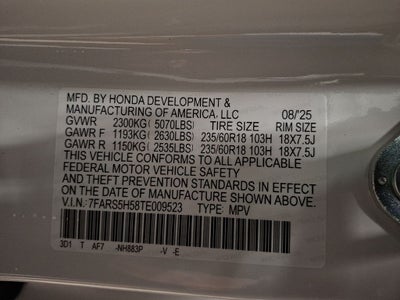 MFD. BY HONDA DEVELOPMENT &
MANUFACTURING OF AMERICA, LLC 08/'25
GVWR 2300KG( 5070LBS) TIRE SIZE RIM SIZE
GAWR F 1193KG( 2630LBS) 235/60R18 103H 18X7.5J
GAWR R 1150KG( 2535LBS) 235/60R18 103H 18X7.5J
THIS VEHICLE CONFORMS TO ALL APPLICABLE
FEDERAL MOTOR VEHICLE SAFETY
AND THEFT PREVENTION STANDARDS IN EFFECT
ON THE DATE OF MANUFACTURE SHOWN ABOVE.
V.I.N.: 7FARS5H58TE009523 TYPE: MPV
3D1 T AF7 -NH883P -V -E